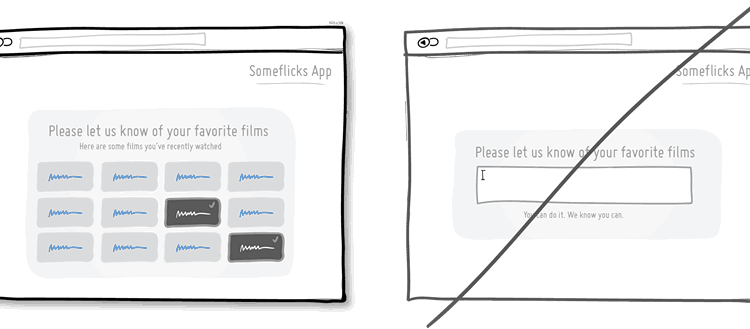 Someflicks App
Please let us know of your favorite films
Here are some films you've recently watched
Someflicks App
Please let us know of your favorite films
You can do it. We know you can.